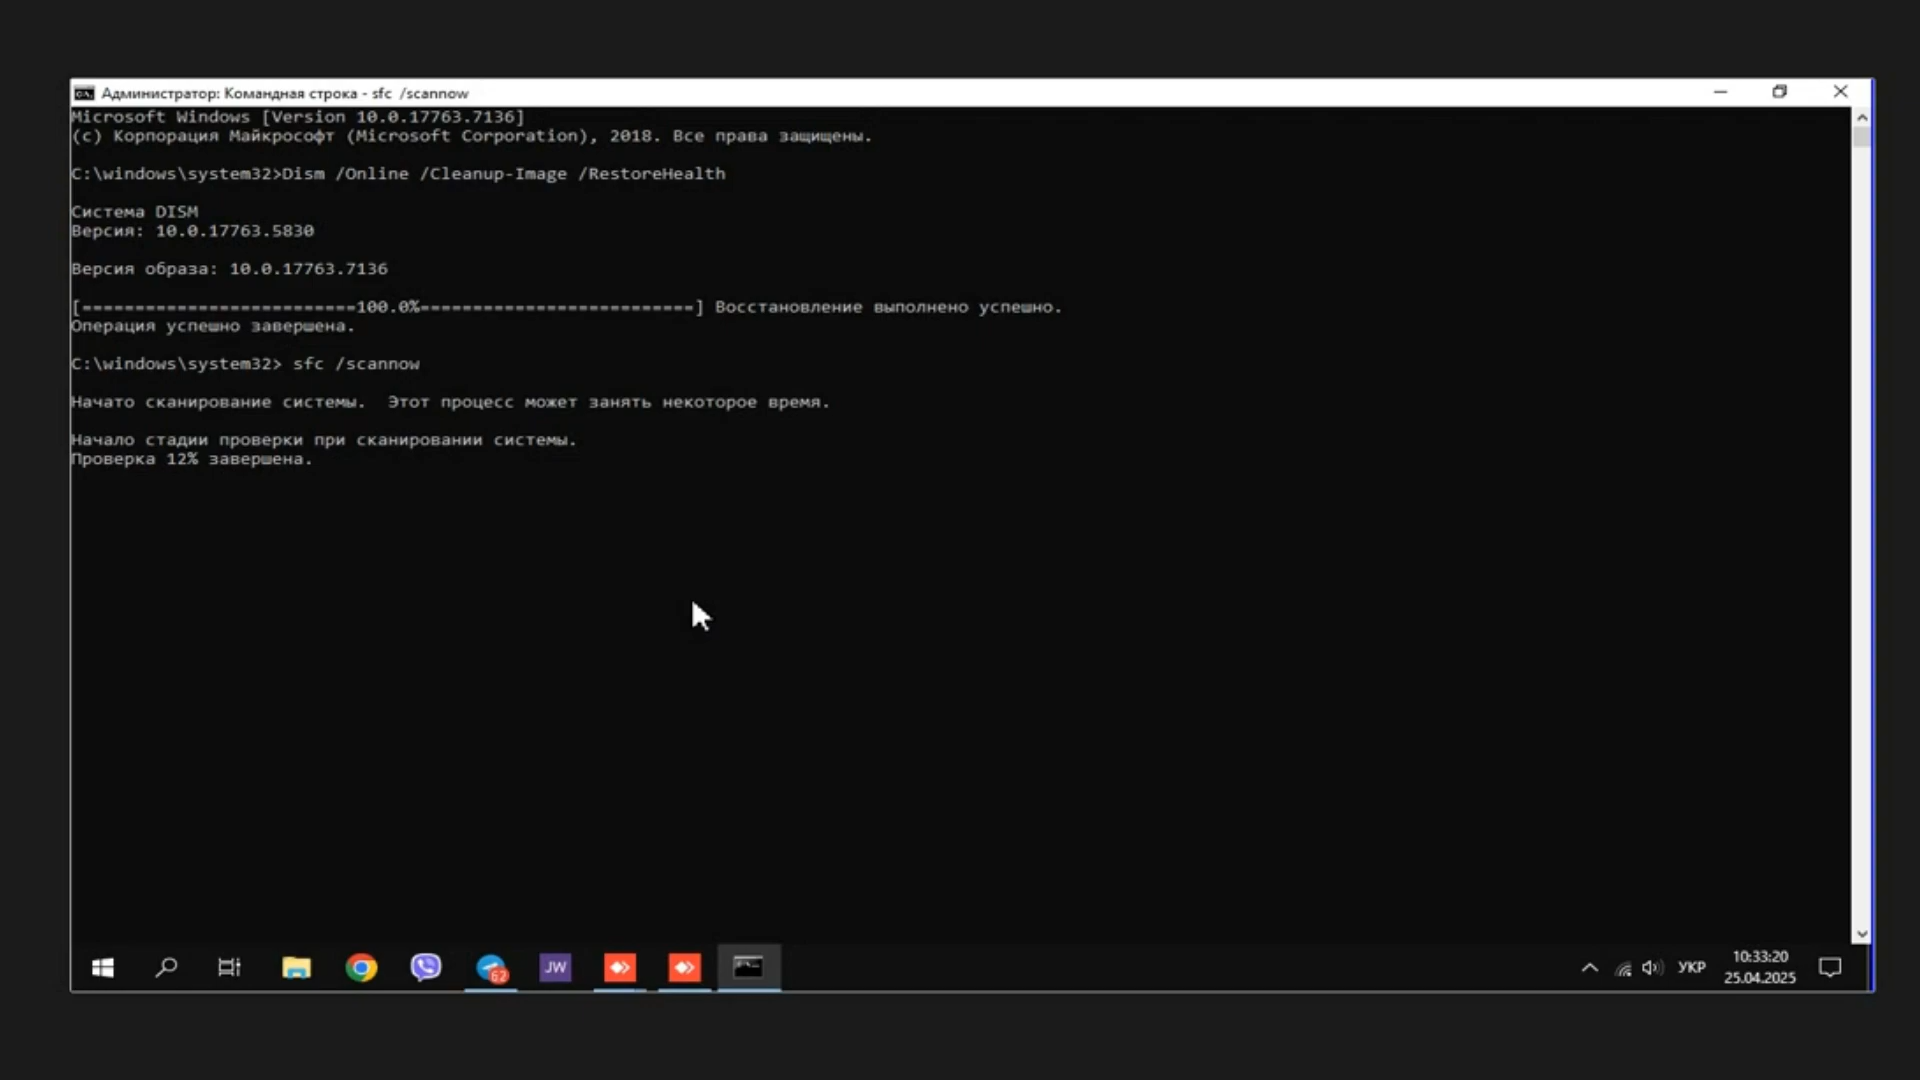 Администратор: Командная строка - sfc /scannow
Microsoft Windows [Version 10.0.17763.7136]
(c) Корпорация Майкрософт (Microsoft Corporation), 2018. Все права защищены.
C:\windows\system32>Dism /Online /Cleanup-Image /RestoreHealth
Cистема DISM
Версия: 10.0.17763.5830
Версия образа: 10.0.17763.7136
[==========================100.0%==========================] Восстановление выполнено успешно.
Операция успешно завершена.
C:\windows\system32> sfc /scannow
Начато сканирование системы.  Этот процесс может занять некоторое время.
Начало стадии проверки при сканировании системы.
Проверка 12% завершена.
62
JW
УКР
10:33:20
25.04.2025